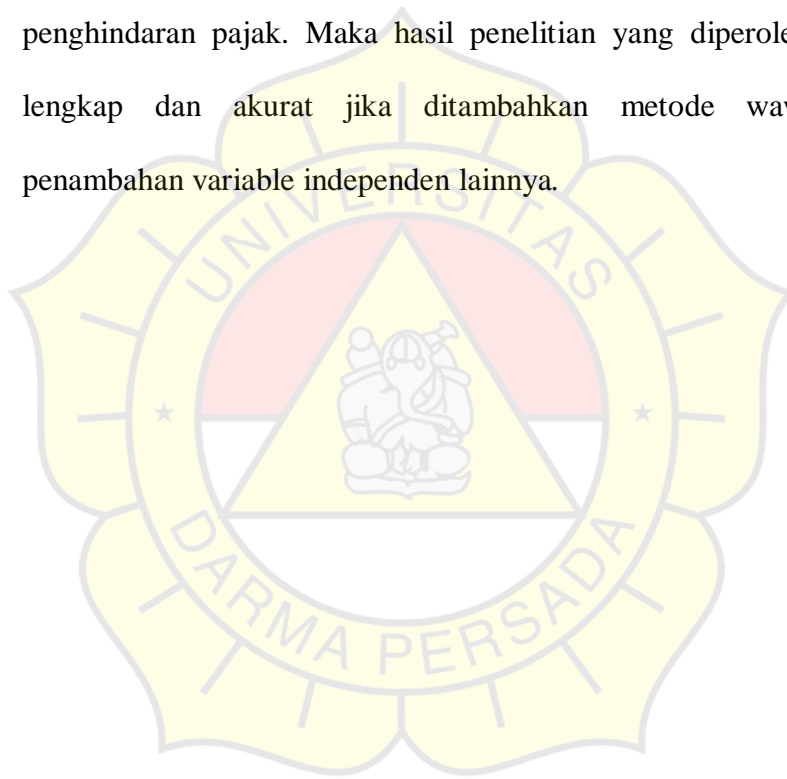 penghindaran pajak. Maka hasil penelitian yang
lengkap dan akurat jika ditambahkan metode
penambahan variable independen lainnya.
UNIVERSITAS
DARMA PERSADA